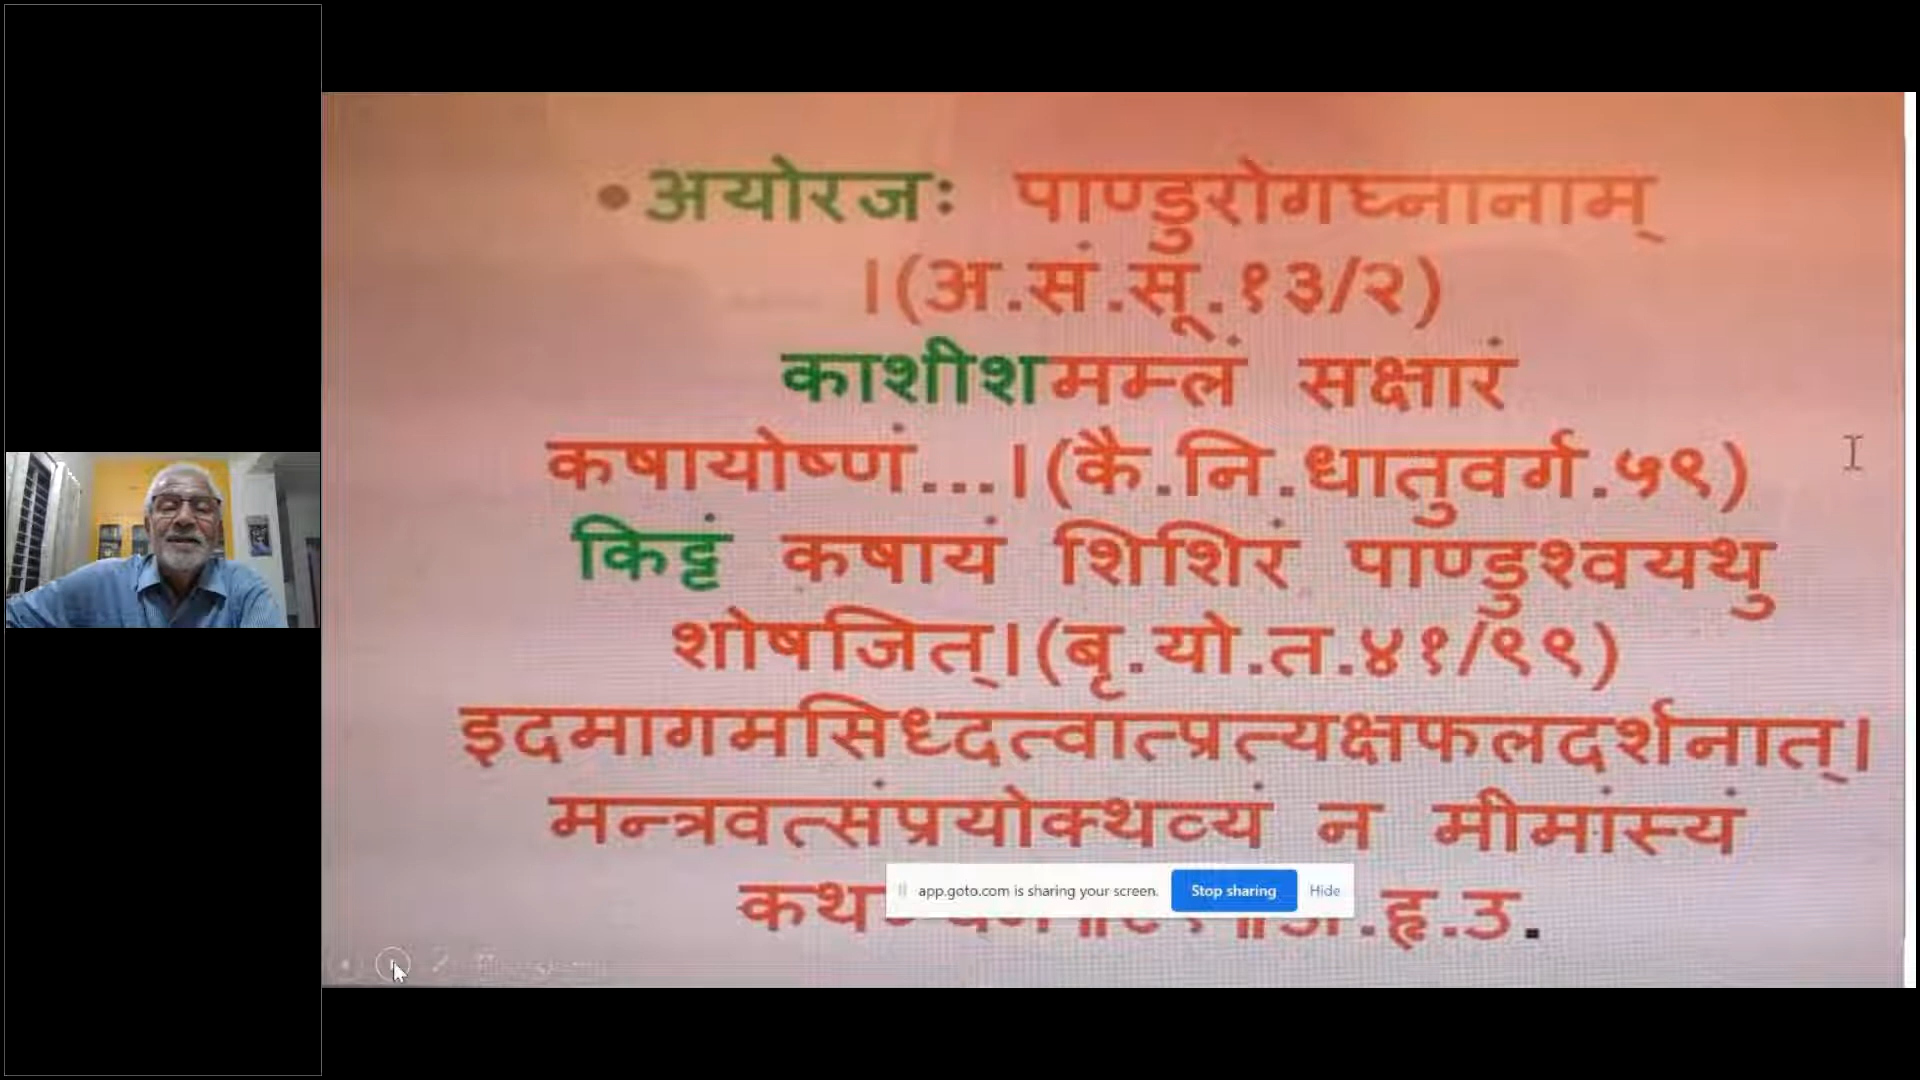 •अयोरजः पाण्डुरोगघ्नानाम्
।(अ.सं.सू.१३/२)
काशीशमम्लं सक्षारं
कषायोष्णं...।(कै.नि.धातुवर्ग.५९)
किट्टं कषायं शिशिरं पाण्डुश्वयथु
शोषजित्।(बृ.यो.त.४१/९९)
इदमागमसिध्दत्वात्प्रत्यक्षफलदर्शनात्।
मन्त्रवत्संप्रयोक्थव्यं न मीमांस्यं
.हृ.उ.
app.goto.com is sharing your screen. Stop sharing Hide